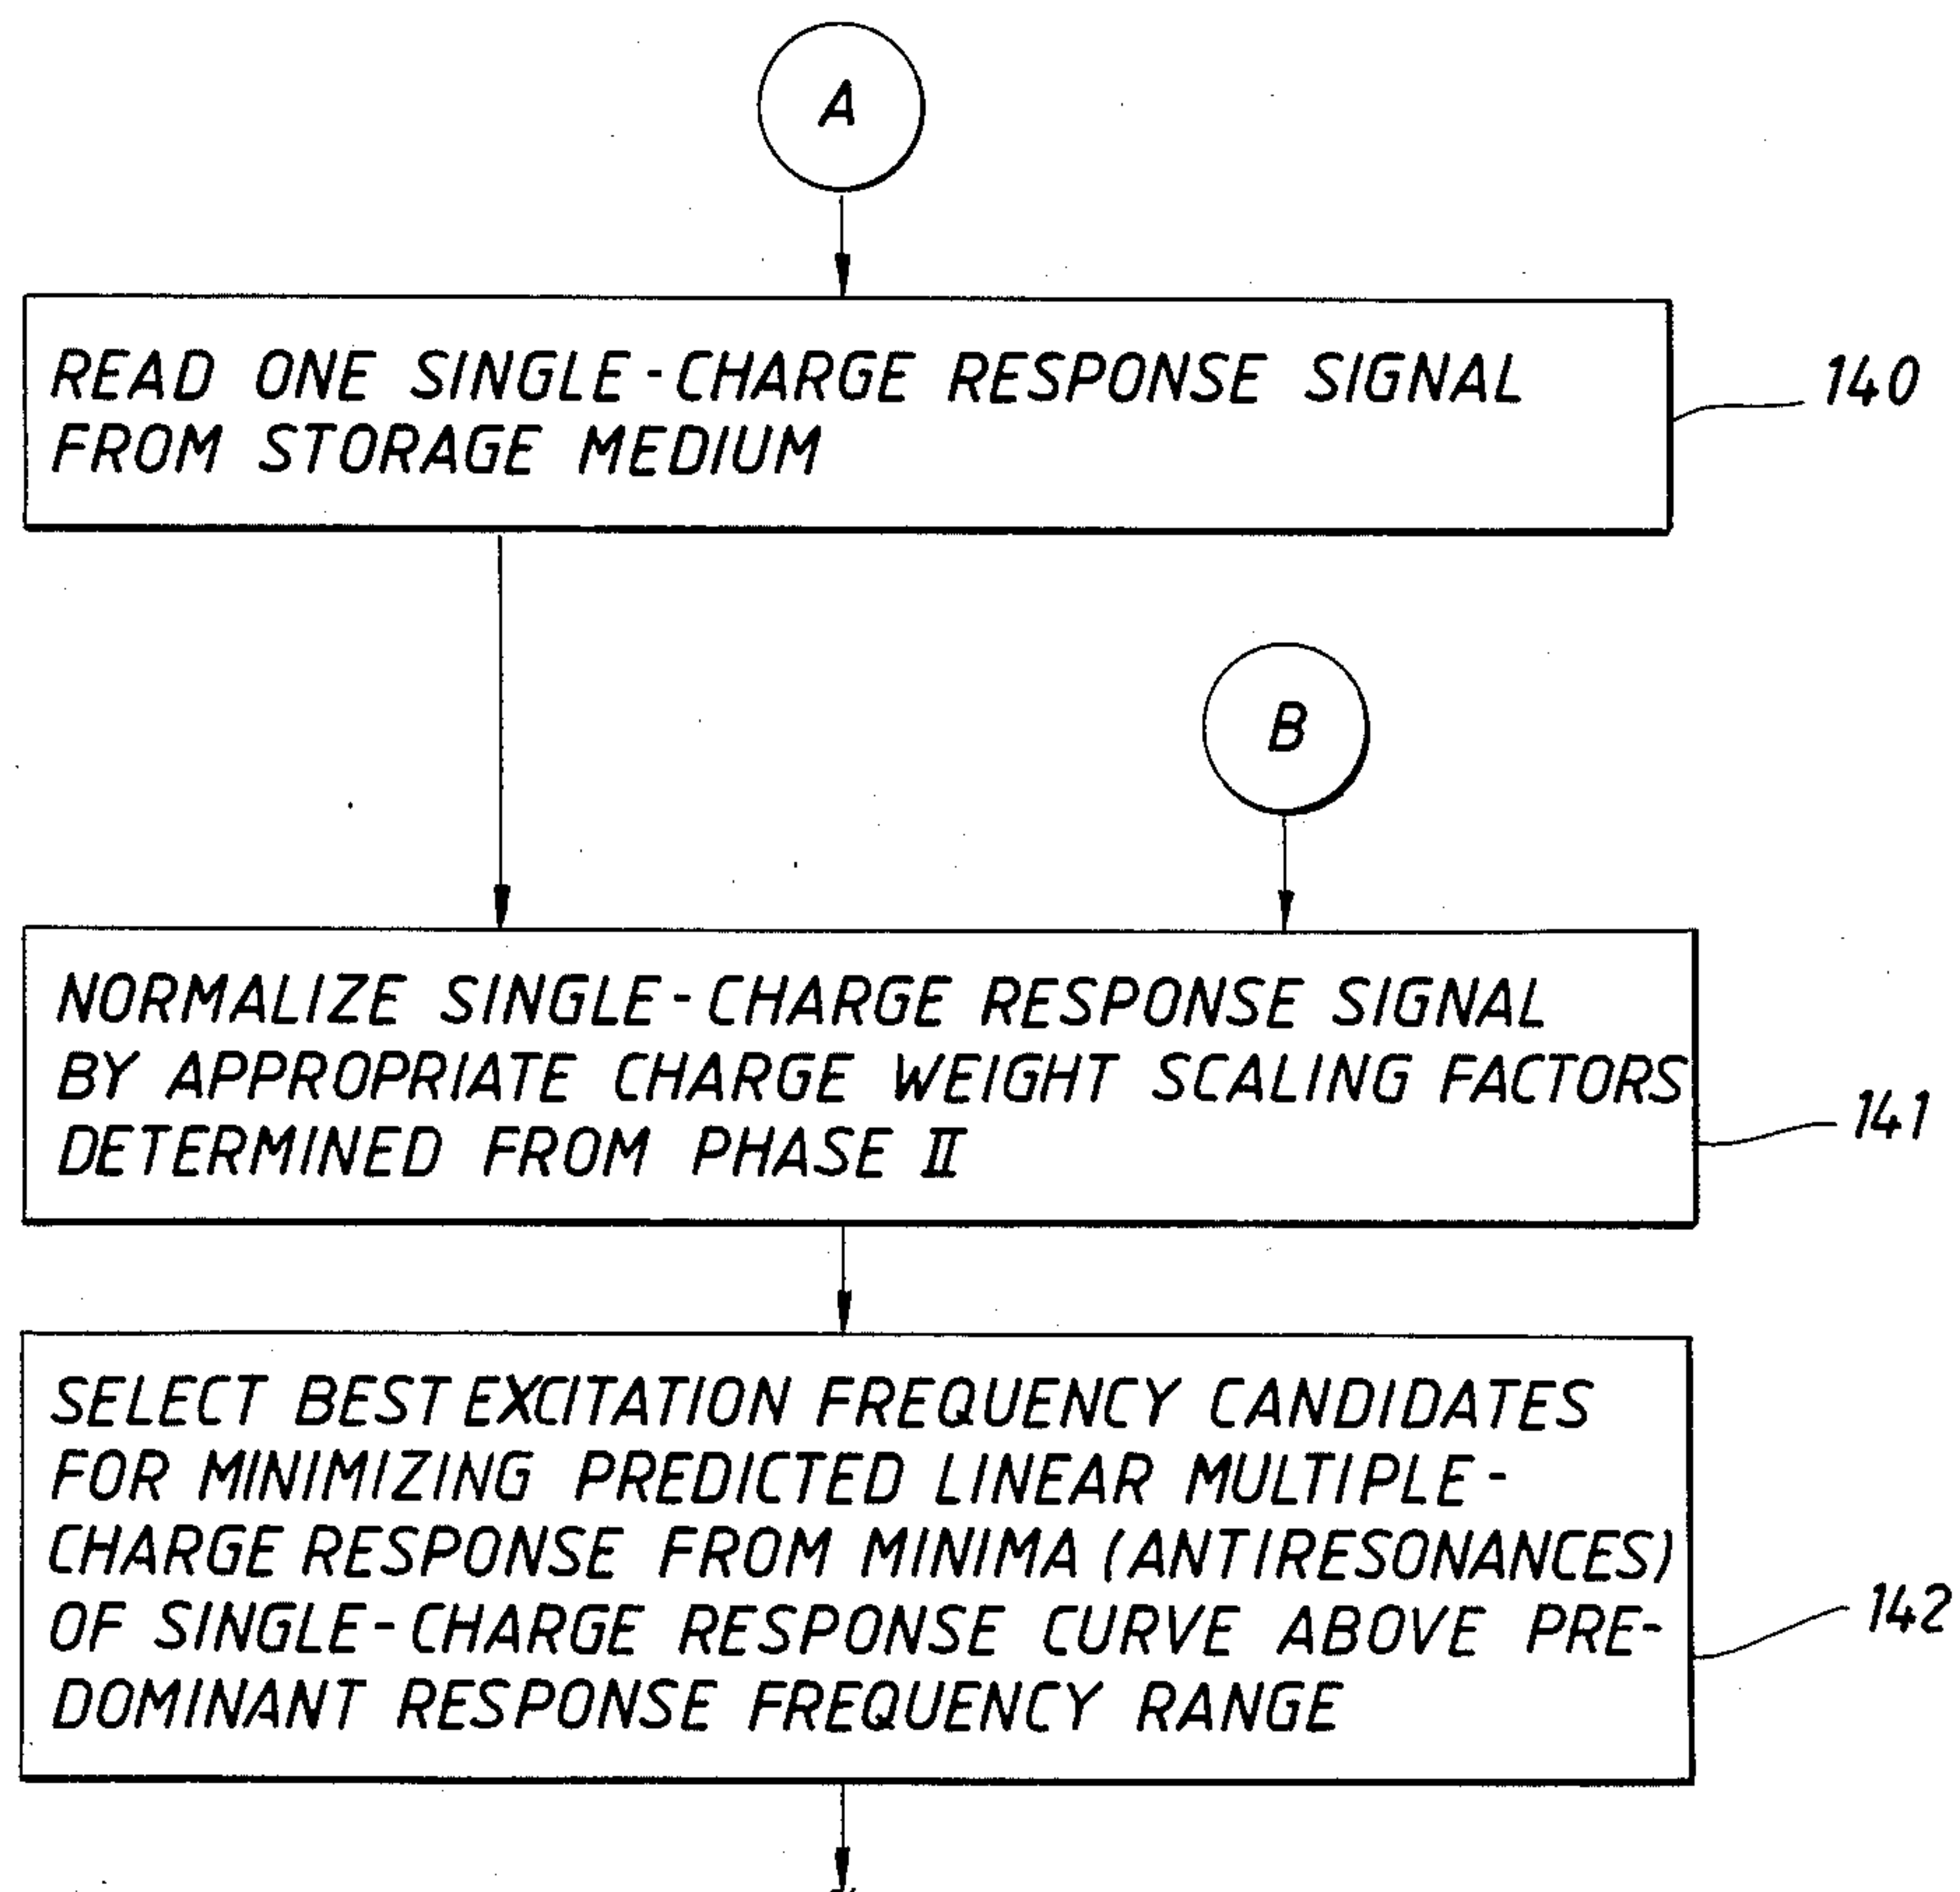 A
READ ONE SINGLE-CHARGE RESPONSE SIGNAL
FROM STORAGE MEDIUM
140
B
NORMALIZE SINGLE-CHARGE RESPONSE SIGNAL
BY APPROPRIATE CHARGE WEIGHT SCALING FACTORS
DETERMINED FROM PHASE II
141
SELECT BEST EXCITATION FREQUENCY CANDIDATES
FOR MINIMIZING PREDICTED LINEAR MULTIPLE-
CHARGE RESPONSE FROM MINIMA (ANTIRESONANCES)
OF SINGLE-CHARGE RESPONSE CURVE ABOVE PRE-
DOMINANT RESPONSE FREQUENCY RANGE
142